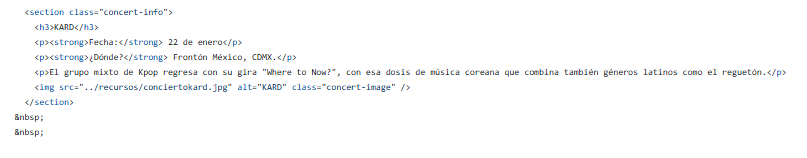 <section class="concert-info">
<h3>KARD</h3>
<p><strong>Fecha:</strong> 22 de enero</p>
<p><strong>¿Dónde?</strong> Frontón México, CDMX.</p>
<p>El grupo mixto de Kpop regresa con su gira "Where to Now?", con esa dosis de música coreana que combina también géneros latinos como el reguetón.</p>
<img src="../recursos/conciertokard.jpg" alt="KARD" class="concert-image" />
</section>
&nbsp;
&nbsp;